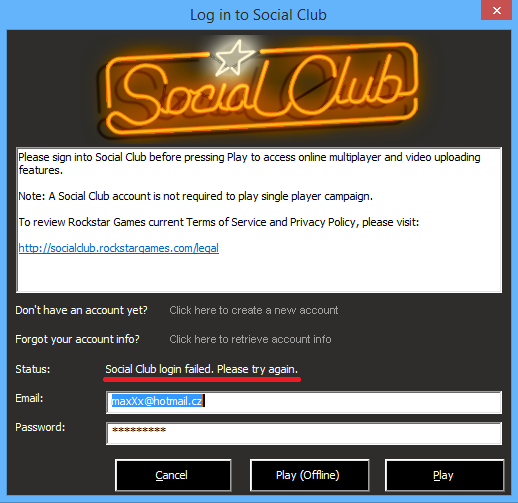 Log in to Social Club
Social Club
Please sign into Social Club before pressing Play to access online multiplayer and video uploading
features.
Note: A Social Club account is not required to play single player campaign.
To review Rockstar Games current Terms of Service and Privacy Policy, please visit:
http://socialclub.rockstargames.com/legal
Don't have an account yet? Click here to create a new account
Forgot your account info? Click here to retrieve account info
Status: Social Club login failed. Please try again.
Email: maxXx@hotmail.cz
Password: *********
Cancel Play (Offline) Play